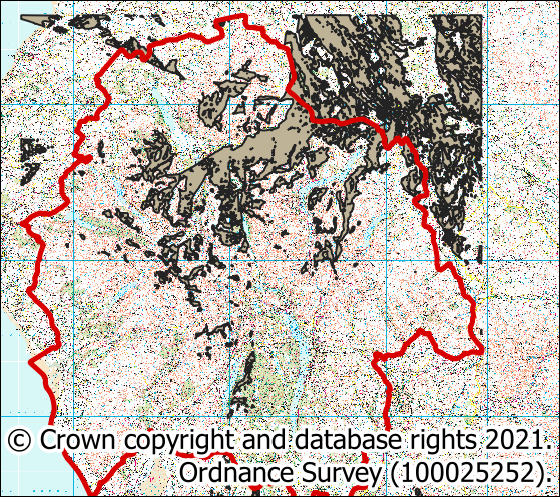 © Crown copyright and database rights 2021.
Ordnance Survey (100025252).